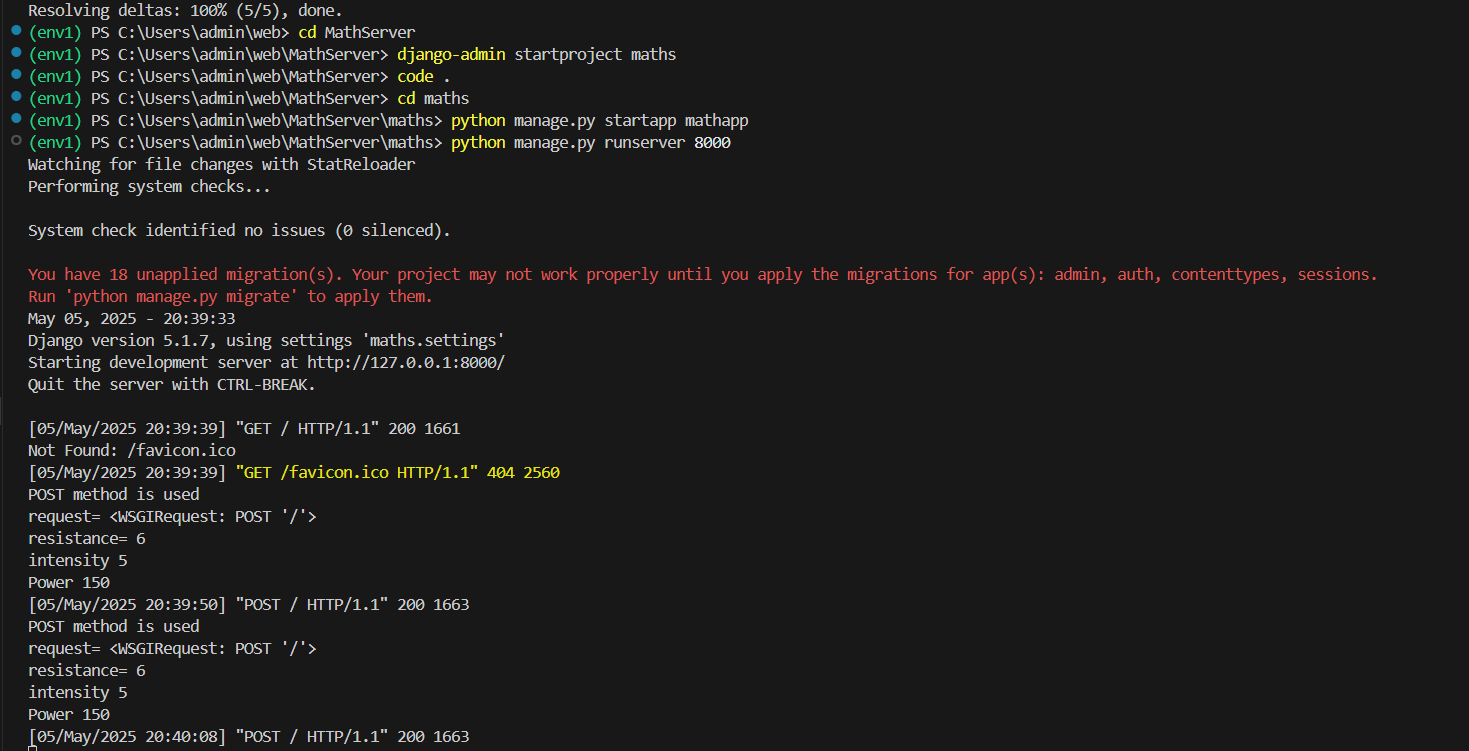 Resolving deltas: 100% (5/5), done.
(env1) PS C:\Users\admin\web> cd MathServer
(env1) PS C:\Users\admin\web\MathServer> django-admin startproject maths
(env1) PS C:\Users\admin\web\MathServer> code .
(env1) PS C:\Users\admin\web\MathServer> cd maths
(env1) PS C:\Users\admin\web\MathServer\maths> python manage.py startapp mathapp
(env1) PS C:\Users\admin\web\MathServer\maths> python manage.py runserver 8000
Watching for file changes with StatReloader
Performing system checks...
System check identified no issues (0 silenced).
You have 18 unapplied migration(s). Your project may not work properly until you apply the migrations for app(s): admin, auth, contenttypes, sessions.
Run 'python manage.py migrate' to apply them.
May 05, 2025 - 20:39:33
Django version 5.1.7, using settings 'maths.settings'
Starting development server at http://127.0.0.1:8000/
Quit the server with CTRL-BREAK.
[05/May/2025 20:39:39] "GET / HTTP/1.1" 200 1661
Not Found: /favicon.ico
[05/May/2025 20:39:39] "GET /favicon.ico HTTP/1.1" 404 2560
POST method is used
request= <WSGIRequest: POST '/'>
resistance= 6
intensity 5
Power 150
[05/May/2025 20:39:50] "POST / HTTP/1.1" 200 1663
POST method is used
request= <WSGIRequest: POST '/'>
resistance= 6
intensity 5
Power 150
[05/May/2025 20:40:08] "POST / HTTP/1.1" 200 1663